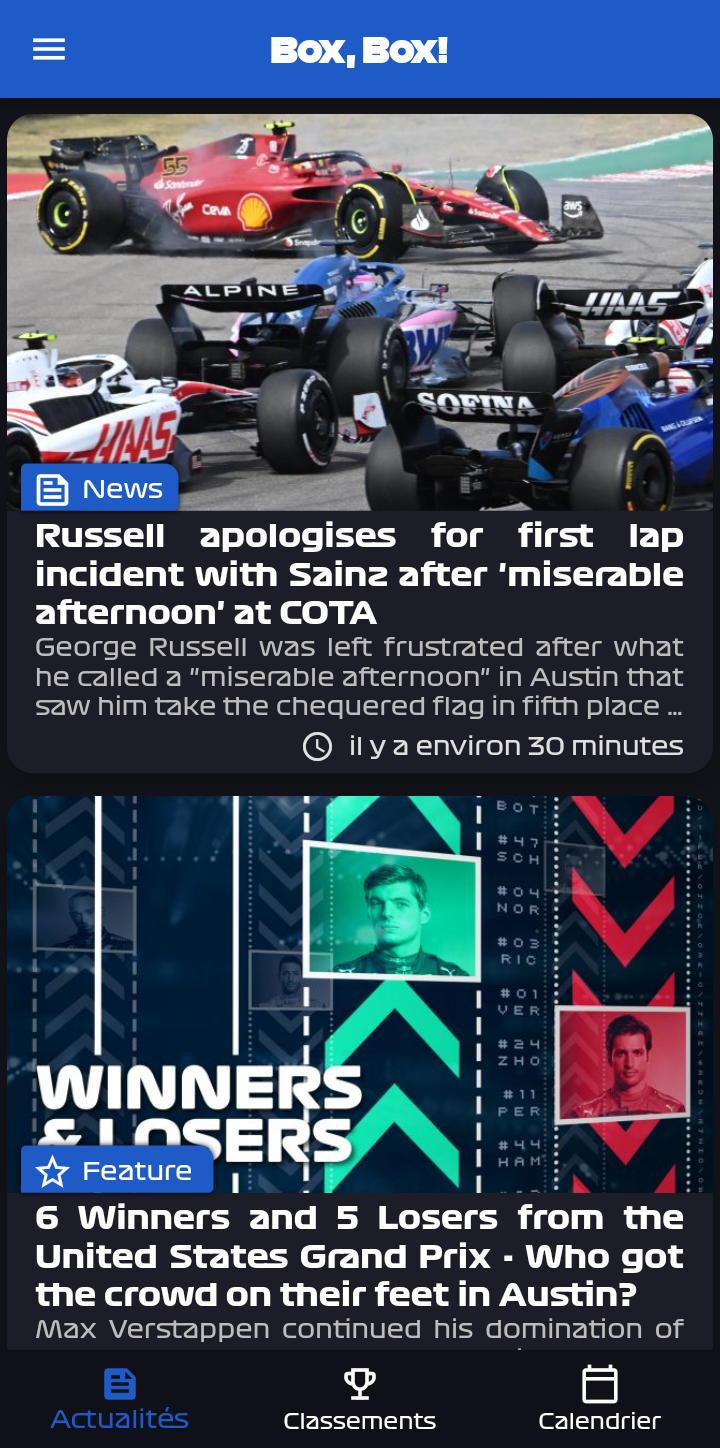 Box, Box!
55
Santander
Ceva
aws
Santander
ALPINE
HAAS
BWT
SOFINA
HAAS
BANG & OLUFSEN
News
Russell apologises for first lap
incident with Sainz after ‘miserable
afternoon’ at COTA
George Russell was left frustrated after what
he called a “miserable afternoon” in Austin that
saw him take the chequered flag in fifth place ...
il y a environ 30 minutes
BOT
#47
SCH
#04
NOR
#03
RIC
#01
VER
#24
ZHO
#11
PER
#44
HAM
WINNERS
& LOSERS
Feature
6 Winners and 5 Losers from the
United States Grand Prix - Who got
the crowd on their feet in Austin?
Max Verstappen continued his domination of
Actualités
Classements
Calendrier